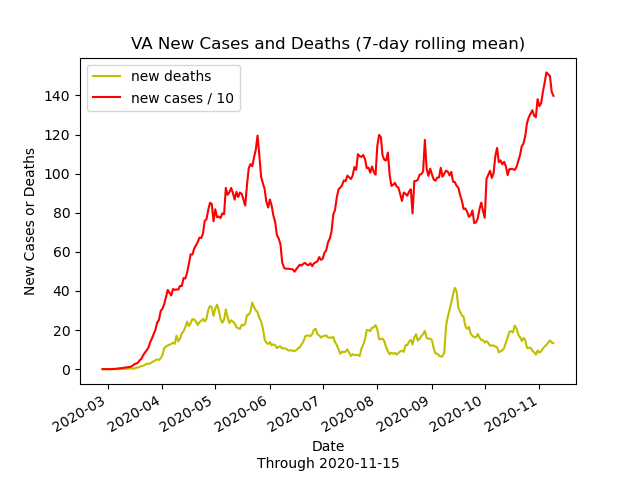 VA New Cases and Deaths (7-day rolling mean)
new deaths
new cases / 10
New Cases or Deaths
140
120
100
80
60
40
20
0
2020-03
2020-04
2020-05
2020-06
2020-07
2020-08
2020-09
2020-10
2020-11
Date
Through 2020-11-15